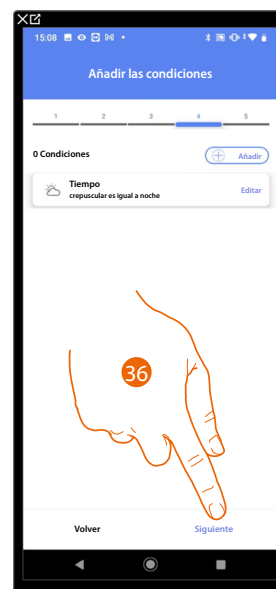 15:08
Añadir las condiciones
1 2 3 4 5
0 Condiciones Añadir
Tiempo
crepuscular es igual a noche Editar
36
Volver Siguiente